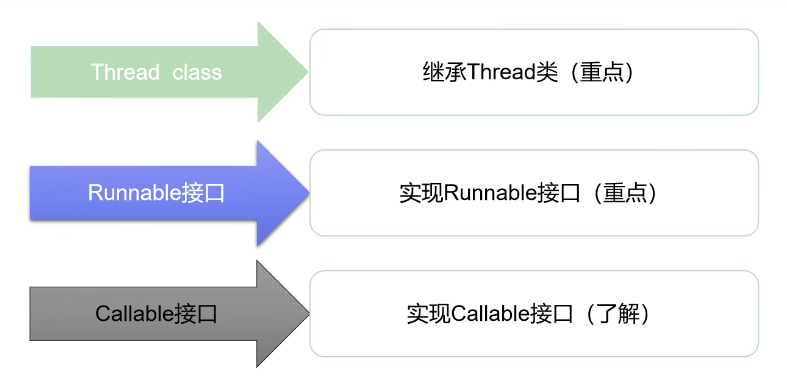 Thread class
继承Thread类（重点）
Runnable接口
实现Runnable接口（重点）
Callable接口
实现Callable接口（了解）